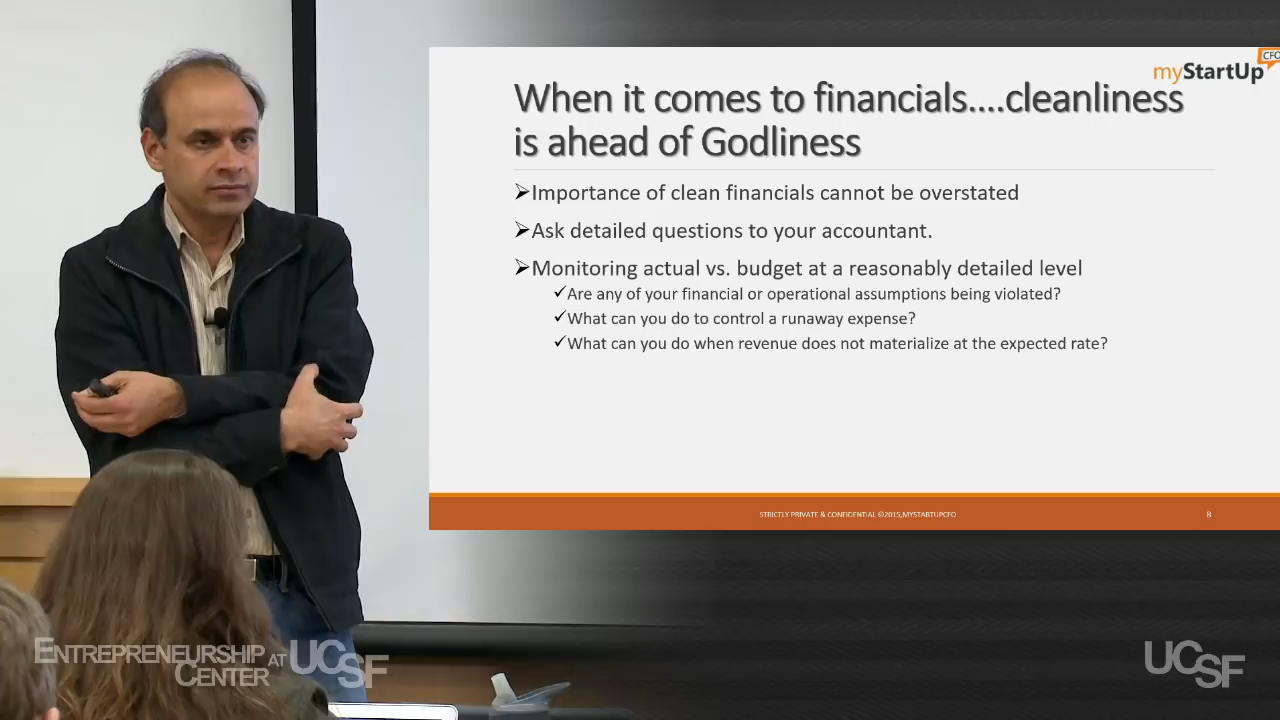 myStartUp
CFO
When it comes to financials....cleanliness
is ahead of Godliness
➢Importance of clean financials cannot be overstated
➢Ask detailed questions to your accountant.
➢Monitoring actual vs. budget at a reasonably detailed level
✓Are any of your financial or operational assumptions being violated?
✓What can you do to control a runaway expense?
✓What can you do when revenue does not materialize at the expected rate?
STRICTLY PRIVATE & CONFIDENTIAL ©2015,MYSTARTUPCFO
8
ENTREPRENEURSHIP AT UCSF
CENTER
UCSF